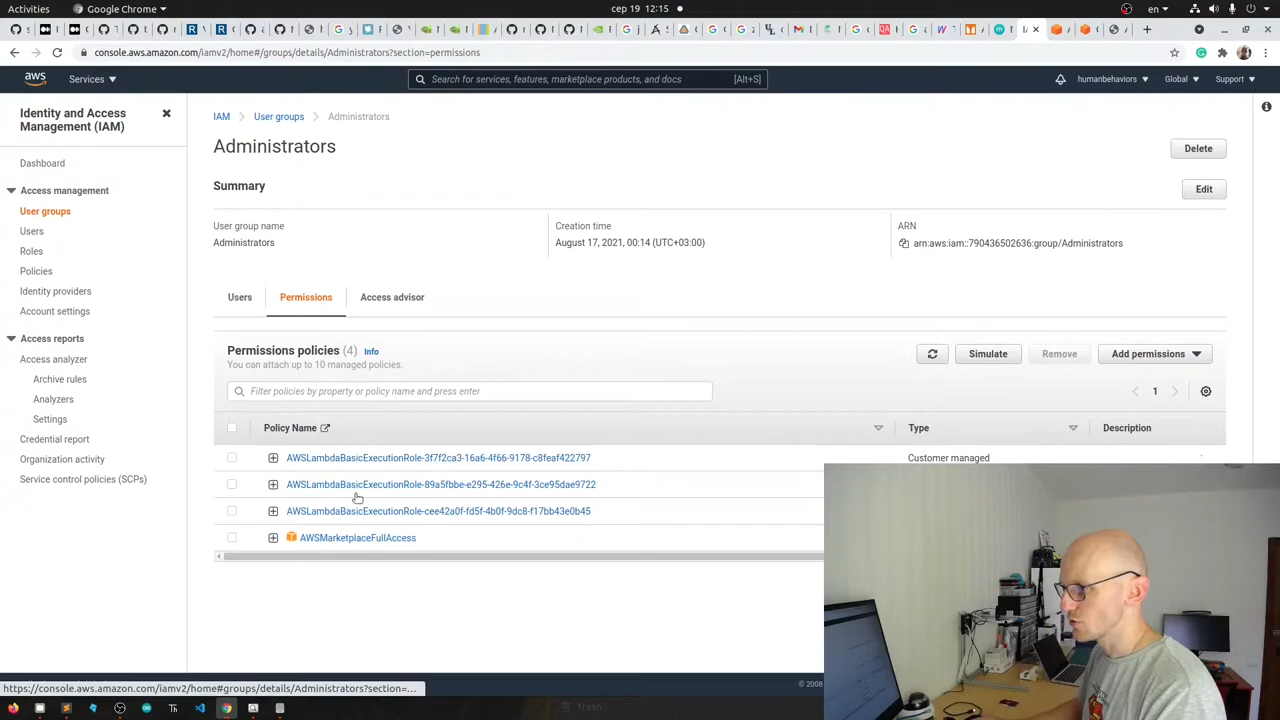 Activities
Google Chrome
сер 19 12:15
en
console.aws.amazon.com/iamv2/home#/groups/details/Administrators?section=permissions
aws
Services
Search for services, features, marketplace products, and docs
[Alt+S]
humanbehaviors
Global
Support
Identity and Access
Management (IAM)
Dashboard
Access management
User groups
Users
Roles
Policies
Identity providers
Account settings
Access reports
Access analyzer
Archive rules
Analyzers
Settings
Credential report
Organization activity
Service control policies (SCPs)
IAM
User groups
Administrators
Administrators
Delete
Summary
Edit
User group name
Administrators
Creation time
August 17, 2021, 00:14 (UTC+03:00)
ARN
arn:aws:iam::790436502636:group/Administrators
Users
Permissions
Access advisor
Permissions policies (4)
Info
You can attach up to 10 managed policies.
Simulate
Remove
Add permissions
Filter policies by property or policy name and press enter
1
Policy Name
Type
Description
AWSLambdaBasicExecutionRole-3f7f2ca3-16a6-4f66-9178-c8feaf422797
Customer managed
AWSLambdaBasicExecutionRole-89a5fbbe-e295-426e-9c4f-3ce95dae9722
AWSLambdaBasicExecutionRole-cee42a0f-fd5f-4b0f-9dc8-f17bb43e0b45
AWSMarketplaceFullAccess
© 2008
https://console.aws.amazon.com/iamv2/home#groups/details/Administrators?section=...
Trash